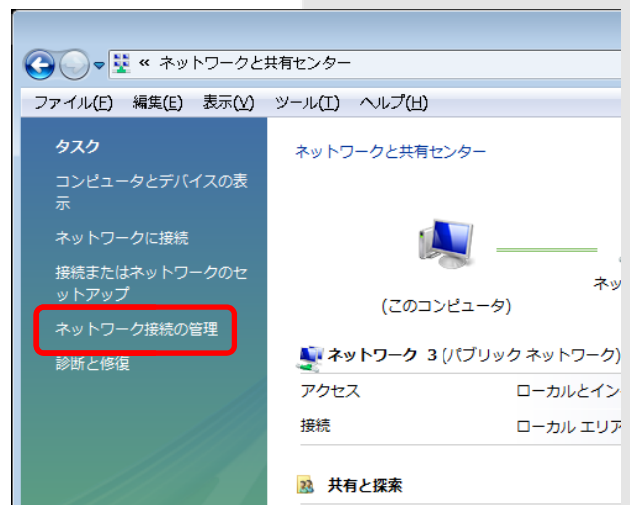 « ネットワークと共有センター
ファイル(F) 編集(E) 表示(V) ツール(T) ヘルプ(H)
タスク
コンピュータとデバイスの表
示
ネットワークに接続
接続またはネットワークのセ
ットアップ
ネットワーク接続の管理
診断と修復
ネットワークと共有センター
(このコンピュータ)
ネッ
ネットワーク 3 (パブリック ネットワーク)
アクセス ローカルとイン
接続 ローカル エリア
共有と探索